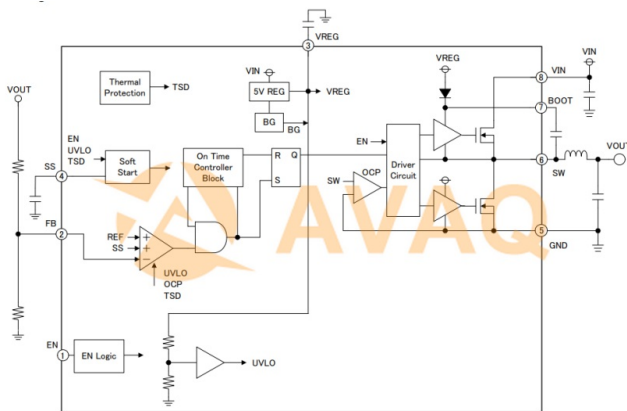 VREG
3
VIN
VREG
VIN
VOUT
Thermal
Protection
TSD
5V REG
VREG
8
VIN
7
BOOT
BG
BG
EN
UVLO
TSD
SS
4
Soft
Start
On Time
Controller
Block
R
Q
S
EN
Driver
Circuit
SW
OCP
6
SW
VOUT
AVAQ
FB
2
REF
SS
+
+
−
UVLO
OCP
TSD
5
GND
EN
1
EN Logic
UVLO